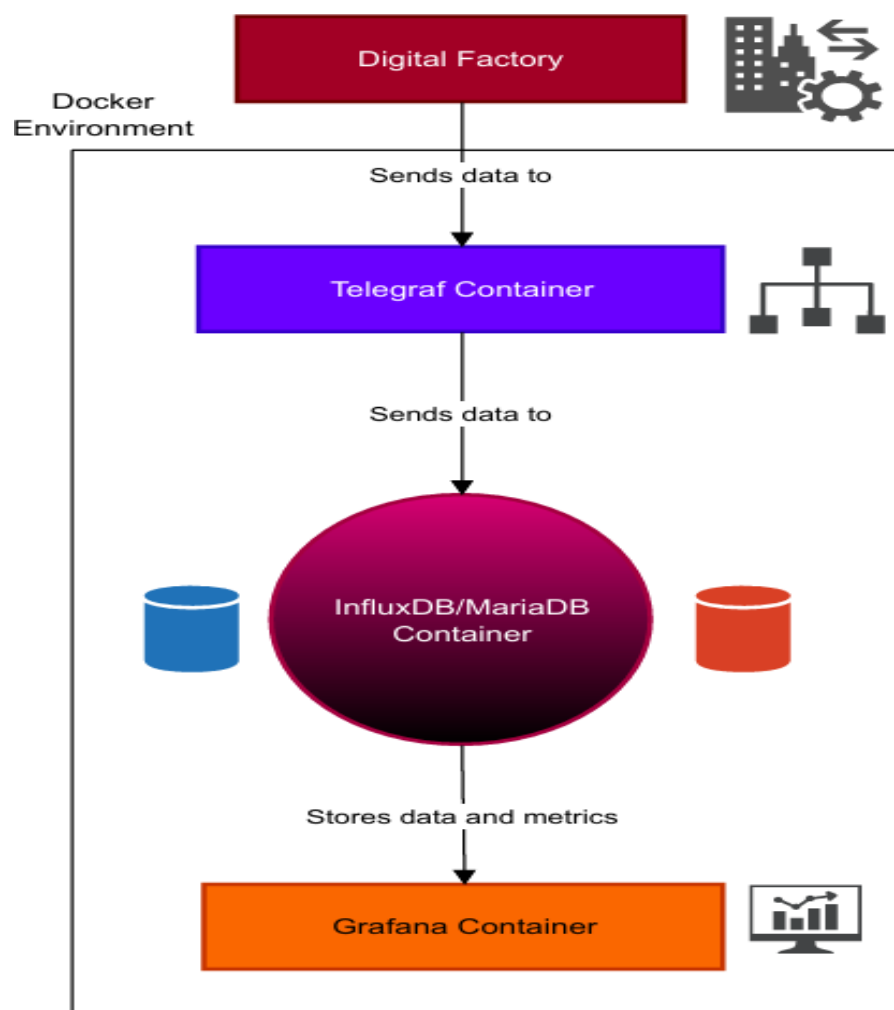 Digital Factory
Docker
Environment
Sends data to
Telegraf Container
Sends data to
InfluxDB/MariaDB
Container
Stores data and metrics
Grafana Container